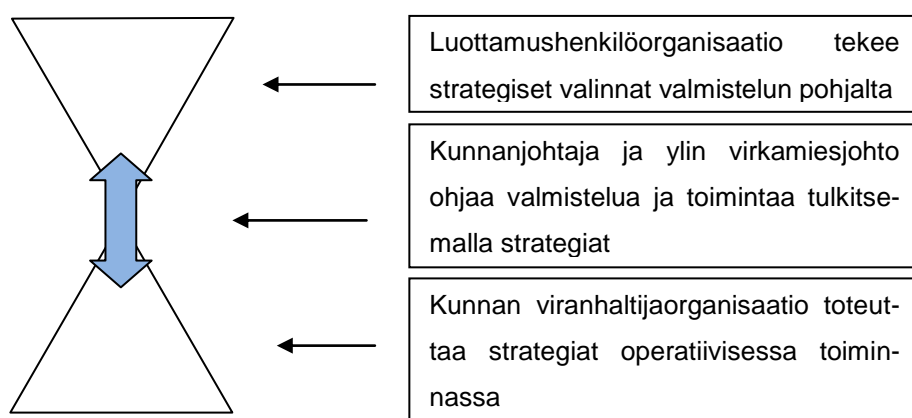 Luottamushenkilöorganisaatio tekee
strategiset valinnat valmistelun pohjalta
Kunnanjohtaja ja ylin virkamiesjohto
ohjaa valmistelua ja toimintaa tulkitse-
malla strategiat
Kunnan viranhaltijaorganisaatio toteut-
taa strategiat operatiivisessa toimin-
nassa